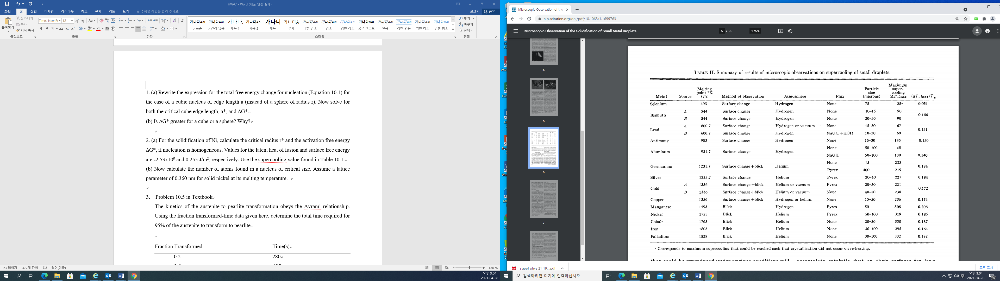 HW#7 - Word (제품 인증 실패)
파일 홈 삽입 디자인 레이아웃 참조 편지 검토 보기 수행할 작업을 알려 주세요. 로그인 공유
붙여넣기 잘라내기 복사 서식 복사
Times New R 12
가나다AaE 가나다AaE 가나다. 가나다AaE 가나디 가나다A 가나다Aa 가나다Aa 가나다Aa 가나다Aał 가나다Aa 가나다Aa 가나다AaE 가나다AaI
표준 간격 없음 제목 1 제목 2 제목 부제 약한 강조 강조 강한 강조 굵은 텍스트 인용 강한 인용 약한 참조 강한 참조
찾기 바꾸기 선택
클립보드 글꼴 단락 스타일 편집
1. (a) Rewrite the expression for the total free energy change for nucleation (Equation 10.1) for
the case of a cubic nucleus of edge length a (instead of a sphere of radius r). Now solve for
both the critical cube edge length, a*, and ΔG*.
(b) Is ΔG* greater for a cube or a sphere? Why?
2. (a) For the solidification of Ni, calculate the critical radius r* and the activation free energy
ΔG*, if nucleation is homogeneous. Values for the latent heat of fusion and surface free energy
are -2.53x10⁹ and 0.255 J/m², respectively. Use the supercooling value found in Table 10.1.
(b) Now calculate the number of atoms found in a nucleus of critical size. Assume a lattice
parameter of 0.360 nm for solid nickel at its melting temperature.
3. Problem 10.5 in Textbook.
The kinetics of the austenite-to pearlite transformation obeys the Avrami relationship.
Using the fraction transformed-time data given here, determine the total time required for
95% of the austenite to transform to pearlite.
Fraction Transformed Time(s)
0.2 280
3/3 페이지 377개 단어 영어(미국) 130 %
오후 3:04
2021-04-28
Microscopic Observation of the
aip.scitation.org/doi/pdf/10.1063/1.1699763
Microscopic Observation of the Solidification of Small Metal Droplets 6 / 8 175%
4
5
6
7
TABLE II. Summary of results of microscopic observations on supercooling of small droplets.
Metal Source Melting point °K (T₀) Method of observation Atmosphere Flux Particle size (microns) Maximum super-cooling (ΔT₋)max (ΔT₋)max/T₀
Selenium 493 Surface change Hydrogen None 75 25ᵃ 0.051
Bismuth A 544 Surface change Hydrogen None 10–15 90 0.166
B 544 Surface change Hydrogen None 20–50 90
Lead A 600.7 Surface change Hydrogen or vacuum None 15–50 67 0.151
B 600.7 Surface change Hydrogen NaOH+KOH 10–20 69
Antimony 903 Surface change Hydrogen None 15–30 135 0.150
None 50–100 48
Aluminum 931.7 Surface change Hydrogen 0.140
NaOH 50–100 130
None 15 235
Germanium 1231.7 Surface change+blick Helium 0.184
Pyrex 400 219
Silver 1233.7 Surface change Helium Pyrex 20–40 227 0.184
Gold A 1336 Surface change+blick Helium or vacuum Pyrex 20–50 221 0.172
B 1336 Surface change+blick Helium or vacuum None 40–50 230
Copper 1356 Surface change+blick Hydrogen or helium None 15–50 236 0.174
Manganese 1493 Blick Hydrogen Pyrex 50 308 0.206
Nickel 1725 Blick Helium Pyrex 50–100 319 0.185
Cobalt 1763 Blick Helium None 20–50 330 0.187
Iron 1803 Blick Helium None 30–100 295 0.164
Palladium 1828 Blick Helium None 30–100 332 0.182
ᵃ Corresponds to maximum supercooling that could be reached such that crystallization did not occur on re-heating.
j appl phys 21 19....pdf
모두 표시
검색하려면 여기에 입력하십시오.
오후 3:04
2021-04-28
20